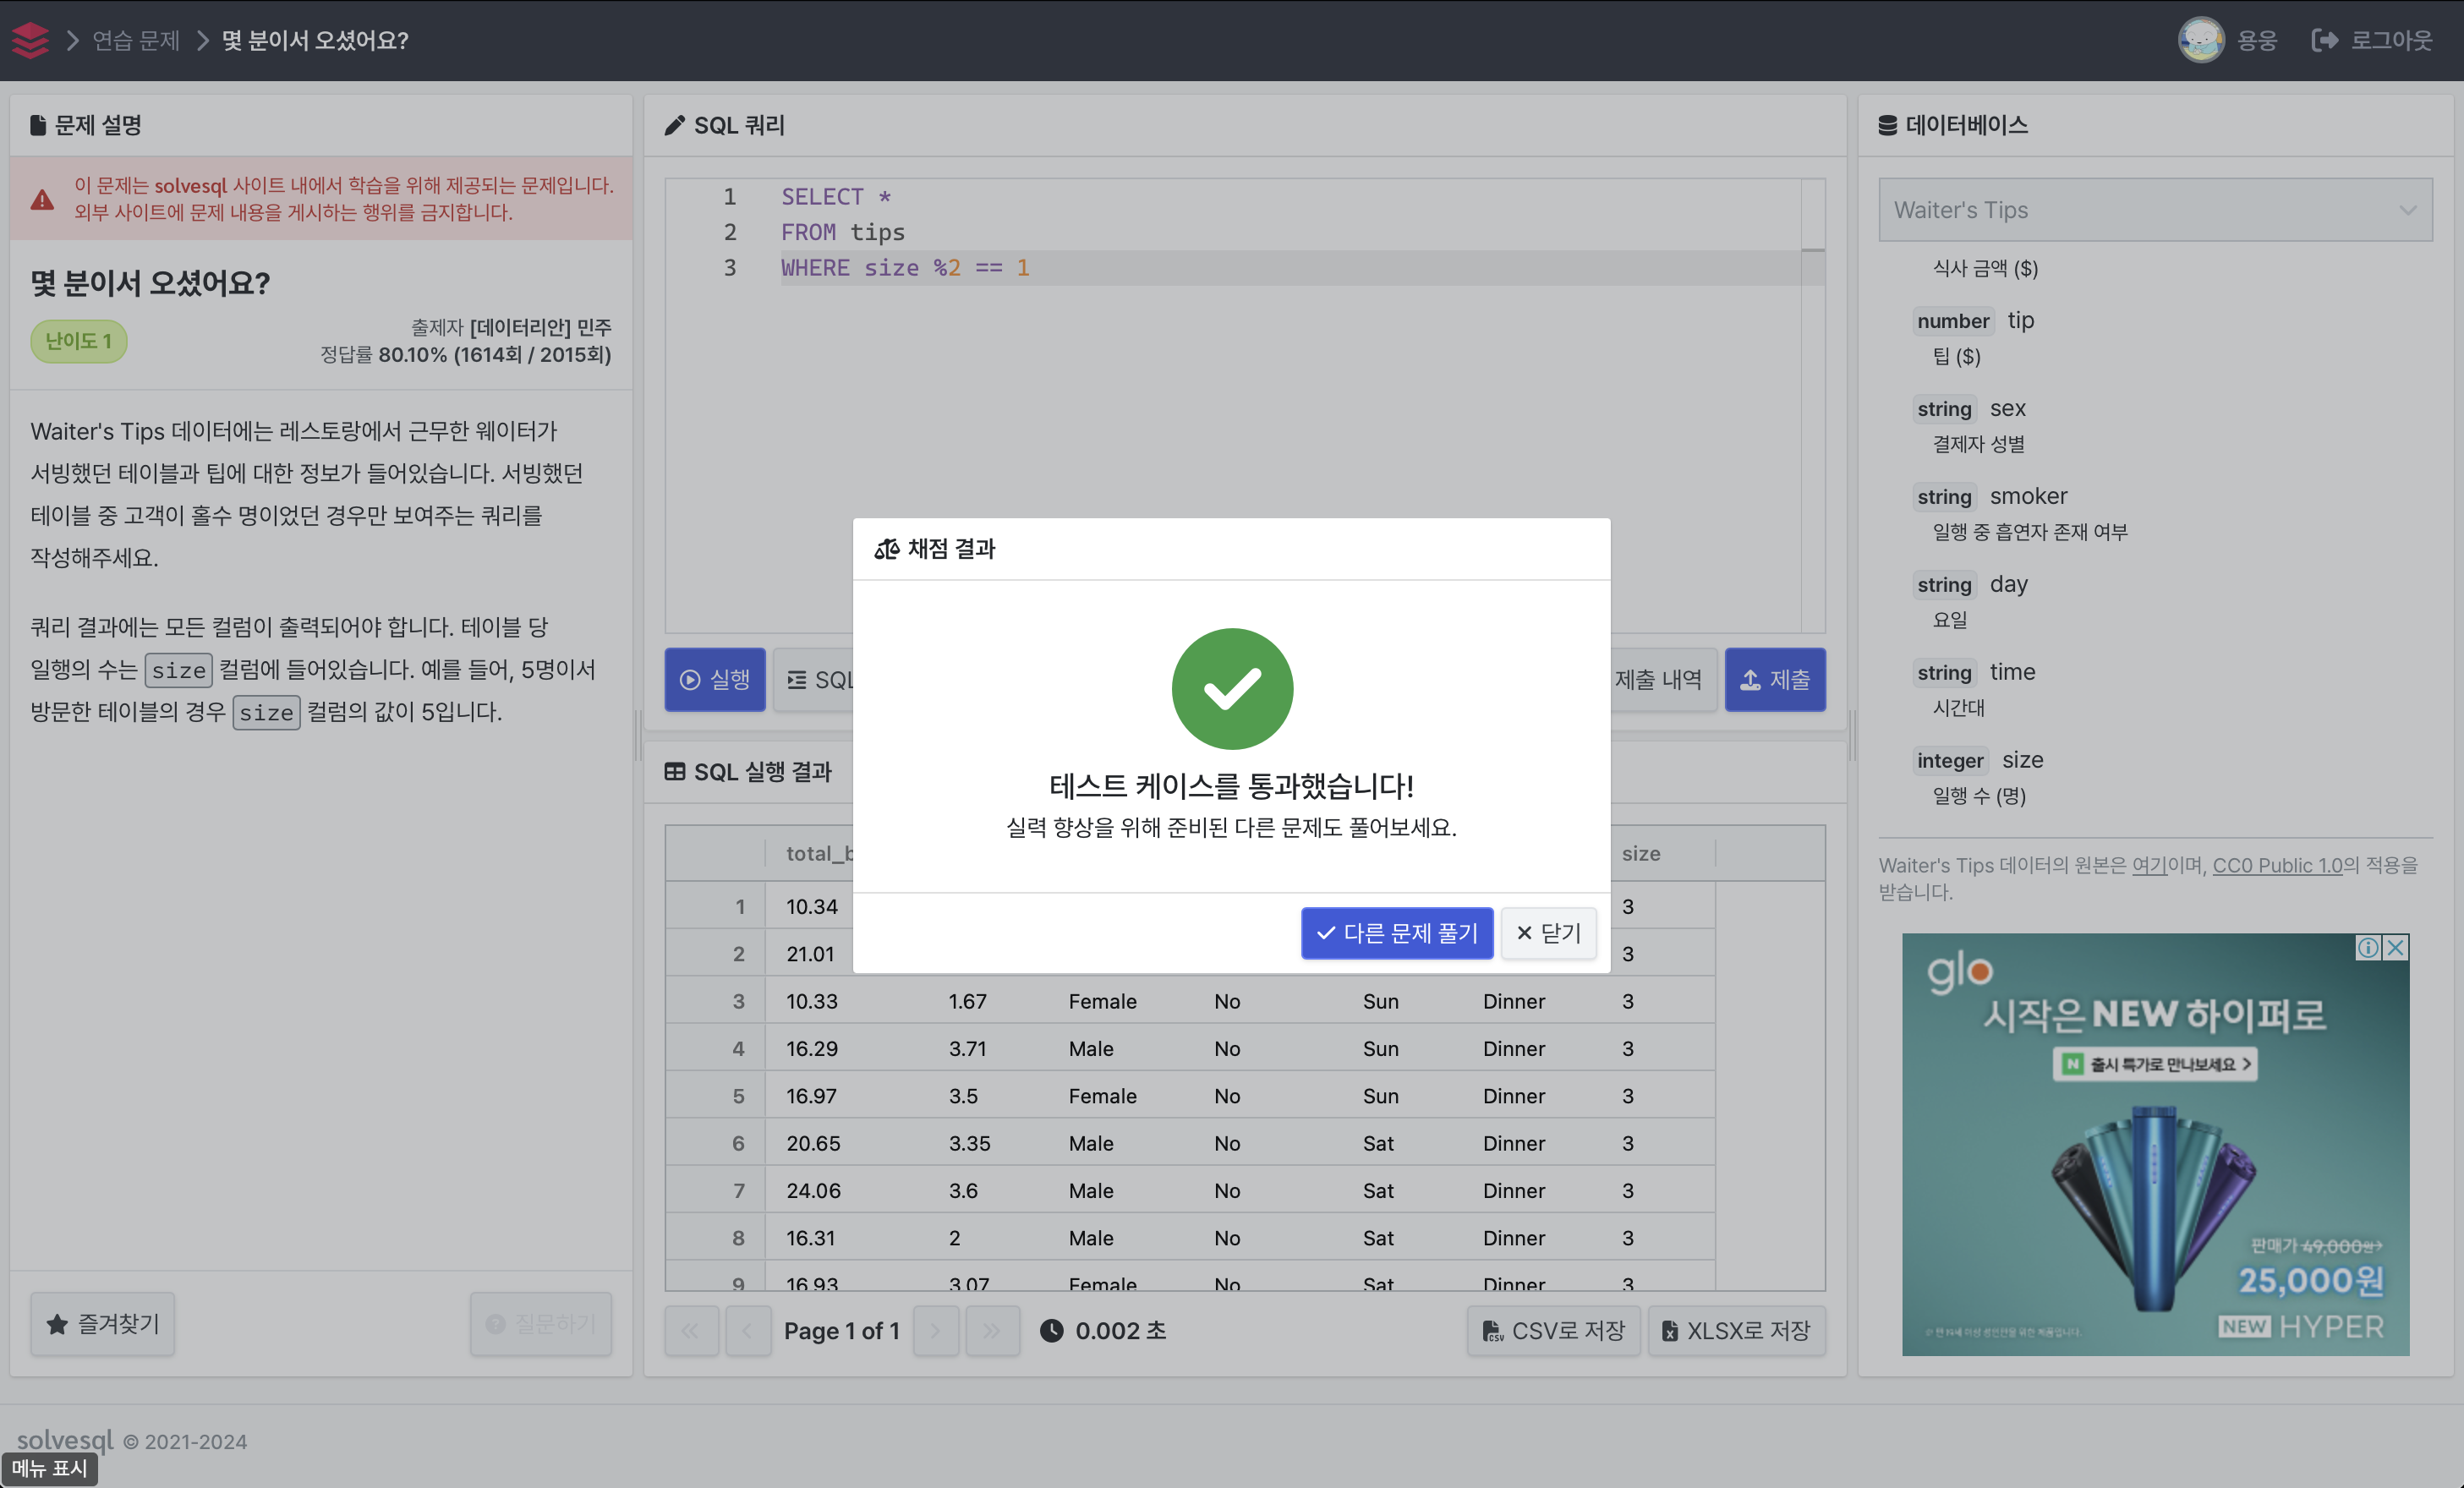 연습 문제
몇 분이서 오셨어요?
용웅
로그아웃
문제 설명
이 문제는 solvesql 사이트 내에서 학습을 위해 제공되는 문제입니다.
외부 사이트에 문제 내용을 게시하는 행위를 금지합니다.
몇 분이서 오셨어요?
난이도 1
출제자 [데이터리안] 민주
정답률 80.10% (1614회 / 2015회)
Waiter's Tips 데이터에는 레스토랑에서 근무한 웨이터가
서빙했던 테이블과 팁에 대한 정보가 들어있습니다. 서빙했던
테이블 중 고객이 홀수 명이었던 경우만 보여주는 쿼리를
작성해주세요.
쿼리 결과에는 모든 컬럼이 출력되어야 합니다. 테이블 당
일행의 수는 size 컬럼에 들어있습니다. 예를 들어, 5명이서
방문한 테이블의 경우 size 컬럼의 값이 5입니다.
즐겨찾기
질문하기
SQL 쿼리
1 SELECT *
2 FROM tips
3 WHERE size %2 == 1
실행
SQL
제출 내역
제출
채점 결과
테스트 케이스를 통과했습니다!
실력 향상을 위해 준비된 다른 문제도 풀어보세요.
다른 문제 풀기
닫기
SQL 실행 결과
total_b size
1 10.34 3
2 21.01 3
3 10.33 1.67 Female No Sun Dinner 3
4 16.29 3.71 Male No Sun Dinner 3
5 16.97 3.5 Female No Sun Dinner 3
6 20.65 3.35 Male No Sat Dinner 3
7 24.06 3.6 Male No Sat Dinner 3
8 16.31 2 Male No Sat Dinner 3
9 16.93 3.07 Female No Sat Dinner 3
Page 1 of 1
0.002 초
CSV로 저장
XLSX로 저장
데이터베이스
Waiter's Tips
식사 금액 ($)
number tip
팁 ($)
string sex
결제자 성별
string smoker
일행 중 흡연자 존재 여부
string day
요일
string time
시간대
integer size
일행 수 (명)
Waiter's Tips 데이터의 원본은 여기이며, CC0 Public 1.0의 적용을
받습니다.
glo
시작은 NEW 하이퍼로
N 출시 특가로 만나보세요 >
판매가 49,000원→
25,000원
NEW HYPER
solvesql © 2021-2024
메뉴 표시